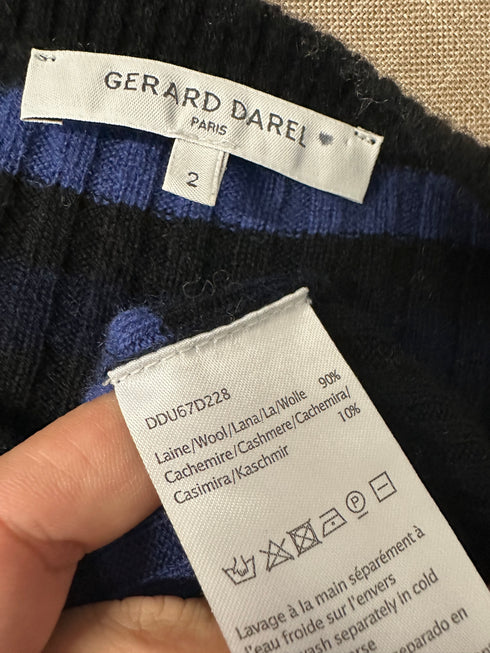 GERARD DAREL
PARIS
2
DDU67D228
Laine/Wool/Lana/La/Wolle 90%
Cachemire/Cashmere/Cachemira/ 10%
Casimira/Kaschmir
P
Lavage à la main séparément à
l'eau froide sur l'envers
wash separately in cold